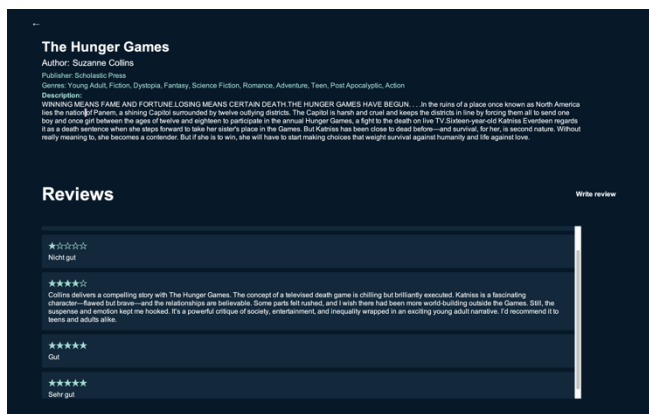 ←
The Hunger Games
Author: Suzanne Collins
Publisher: Scholastic Press
Genres: Young Adult, Fiction, Dystopia, Fantasy, Science Fiction, Romance, Adventure, Teen, Post Apocalyptic, Action
Description:
WINNING MEANS FAME AND FORTUNE.LOSING MEANS CERTAIN DEATH.THE HUNGER GAMES HAVE BEGUN. . . .In the ruins of a place once known as North America
lies the nation of Panem, a shining Capitol surrounded by twelve outlying districts. The Capitol is harsh and cruel and keeps the districts in line by forcing them all to send one
boy and once girl between the ages of twelve and eighteen to participate in the annual Hunger Games, a fight to the death on live TV.Sixteen-year-old Katniss Everdeen regards
it as a death sentence when she steps forward to take her sister's place in the Games. But Katniss has been close to dead before—and survival, for her, is second nature. Without
really meaning to, she becomes a contender. But if she is to win, she will have to start making choices that weight survival against humanity and life against love.
Reviews
Write review
★☆☆☆☆
Nicht gut
★★★★☆
Collins delivers a compelling story with The Hunger Games. The concept of a televised death game is chilling but brilliantly executed. Katniss is a fascinating
character—flawed but brave—and the relationships are believable. Some parts felt rushed, and I wish there had been more world-building outside the Games. Still, the
suspense and emotion kept me hooked. It's a powerful critique of society, entertainment, and inequality wrapped in an exciting young adult narrative. I'd recommend it to
teens and adults alike.
★★★★★
Gut
★★★★★
Sehr gut